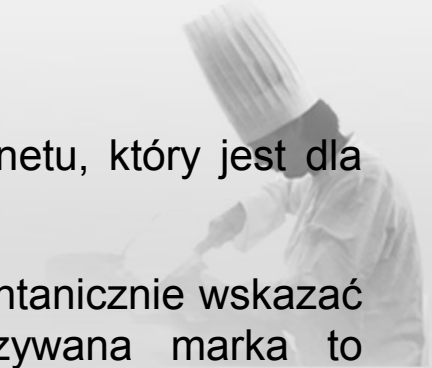 netu, który jest dla
ntanicznie wskazać
zywana marka to